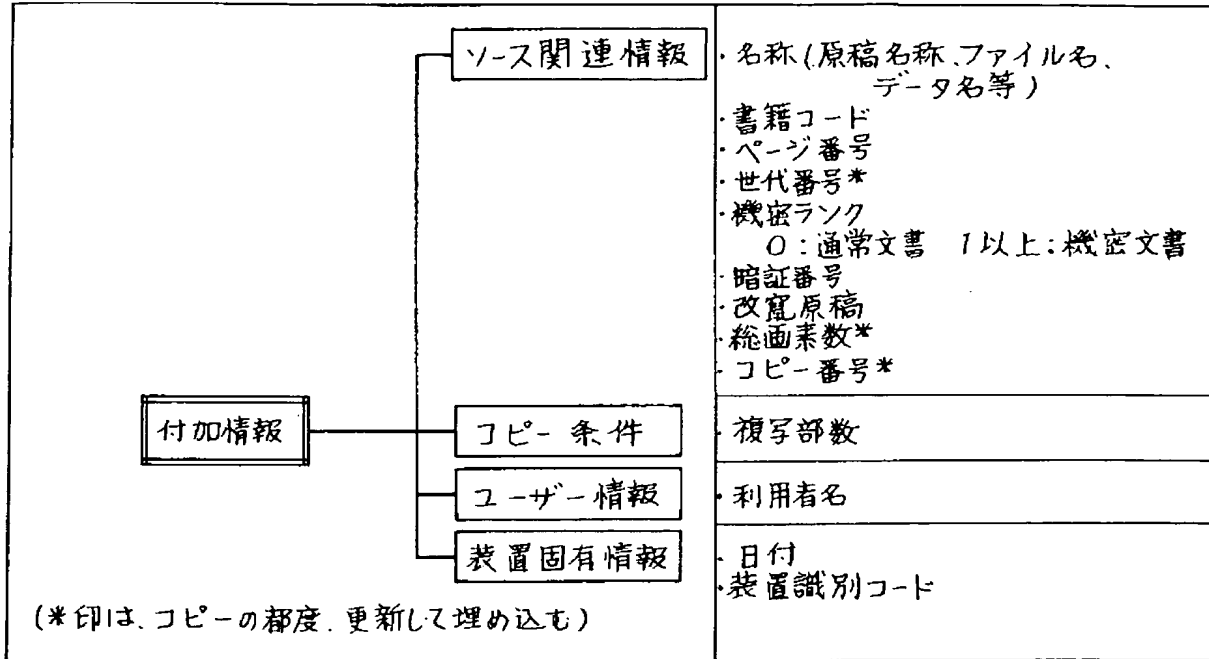 ソース関連情報
・名称(原稿名称、ファイル名、
データ名等)
・書籍コード
・ページ番号
・世代番号*
・機密ランク
0:通常文書 1以上:機密文書
・暗証番号
・改竄原稿
・総画素数*
・コピー番号*
付加情報
コピー条件
・複写部数
ユーザー情報
・利用者名
装置固有情報
・日付
・装置識別コード
(*印は、コピーの都度、更新して埋め込む)